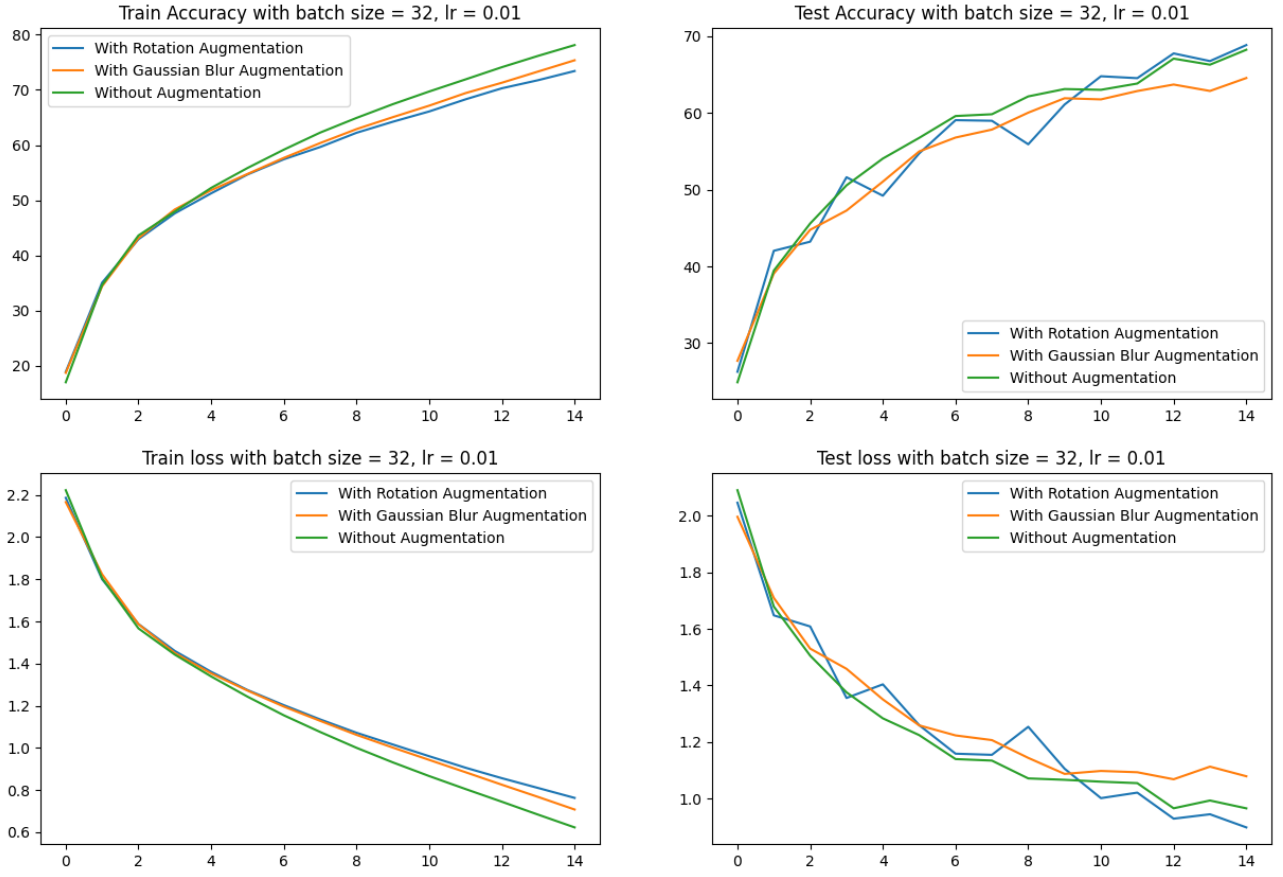 Train Accuracy with batch size = 32, lr = 0.01
80
70
60
50
40
30
20
With Rotation Augmentation
With Gaussian Blur Augmentation
Without Augmentation
0 2 4 6 8 10 12 14
Test Accuracy with batch size = 32, lr = 0.01
70
60
50
40
30
With Rotation Augmentation
With Gaussian Blur Augmentation
Without Augmentation
0 2 4 6 8 10 12 14
Train loss with batch size = 32, lr = 0.01
2.2
2.0
1.8
1.6
1.4
1.2
1.0
0.8
0.6
With Rotation Augmentation
With Gaussian Blur Augmentation
Without Augmentation
0 2 4 6 8 10 12 14
Test loss with batch size = 32, lr = 0.01
2.0
1.8
1.6
1.4
1.2
1.0
With Rotation Augmentation
With Gaussian Blur Augmentation
Without Augmentation
0 2 4 6 8 10 12 14